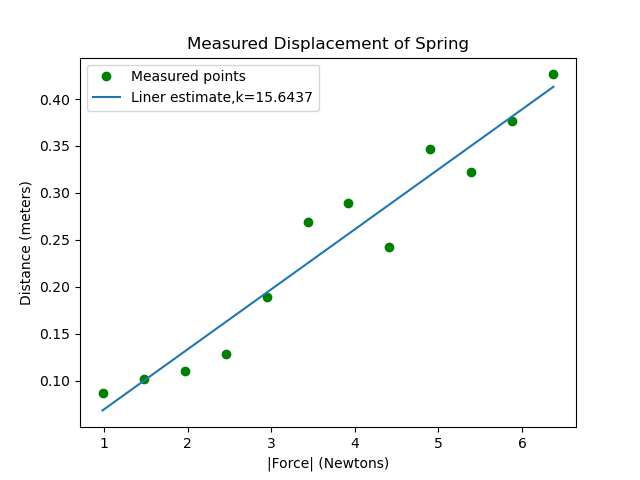 Measured Displacement of Spring
Measured points
Liner estimate,k=15.6437
0.40
0.35
0.30
0.25
0.20
0.15
0.10
Distance (meters)
1 2 3 4 5 6
|Force| (Newtons)